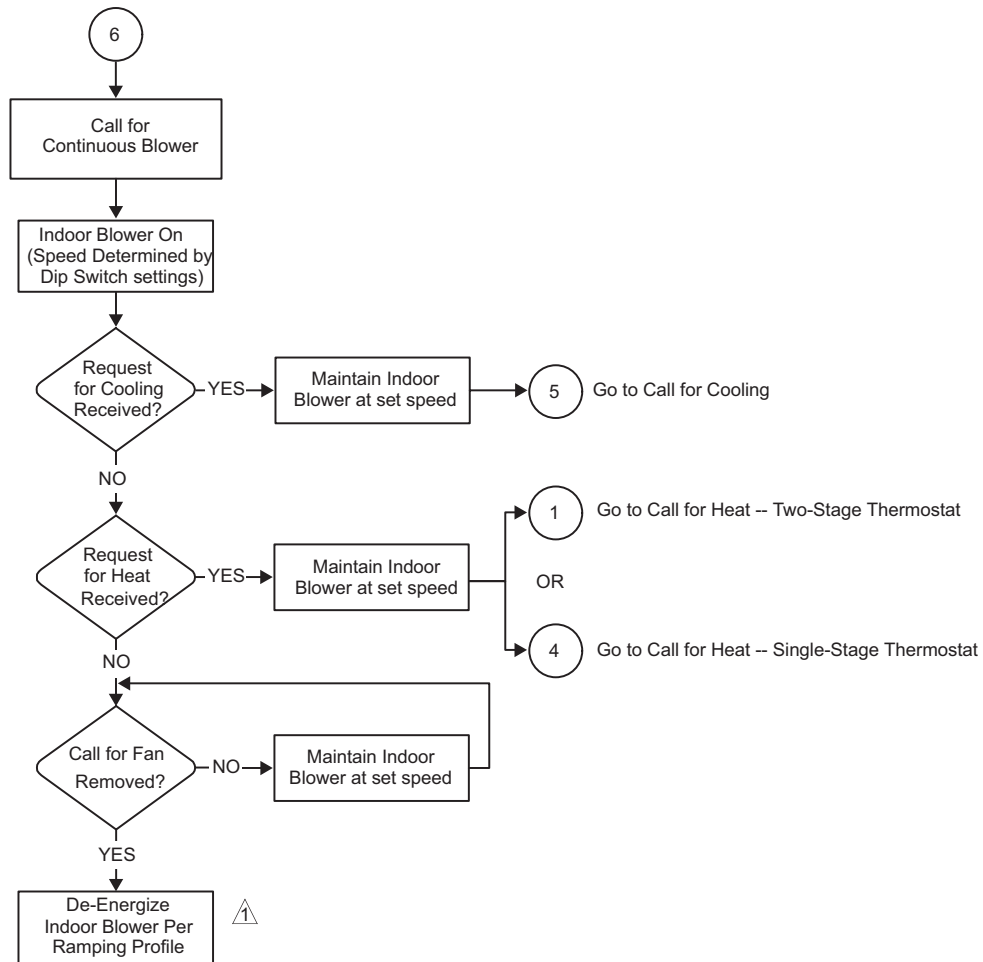 6
Call for
Continuous Blower
Indoor Blower On
(Speed Determined by
Dip Switch settings)
Request
for Cooling
Received?
YES
Maintain Indoor
Blower at set speed
5
Go to Call for Cooling
NO
Request
for Heat
Received?
YES
Maintain Indoor
Blower at set speed
1
Go to Call for Heat -- Two-Stage Thermostat
OR
4
Go to Call for Heat -- Single-Stage Thermostat
NO
Call for Fan
Removed?
NO
Maintain Indoor
Blower at set speed
YES
De-Energize
Indoor Blower Per
Ramping Profile
1